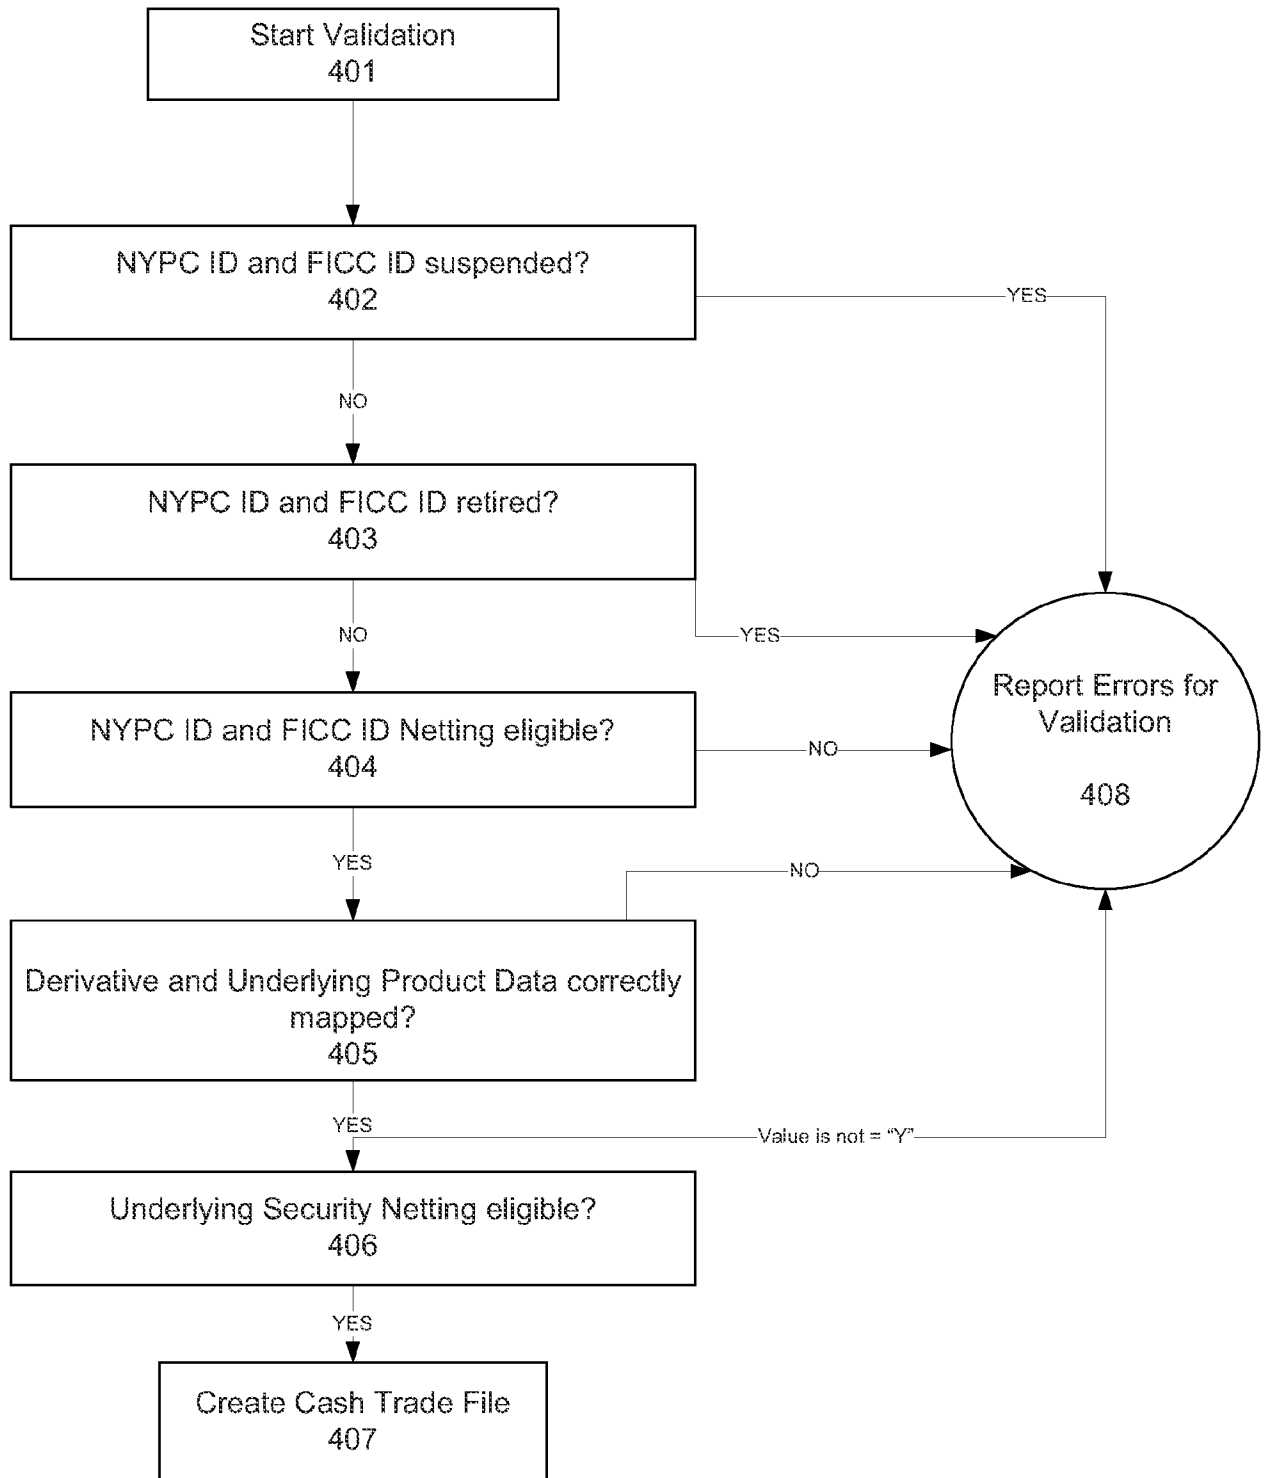 Start Validation
401
NYPC ID and FICC ID suspended?
402
YES
NO
NYPC ID and FICC ID retired?
403
NO
YES
NYPC ID and FICC ID Netting eligible?
404
NO
Report Errors for
Validation
408
YES
NO
Derivative and Underlying Product Data correctly
mapped?
405
YES
Value is not = “Y”
Underlying Security Netting eligible?
406
YES
Create Cash Trade File
407